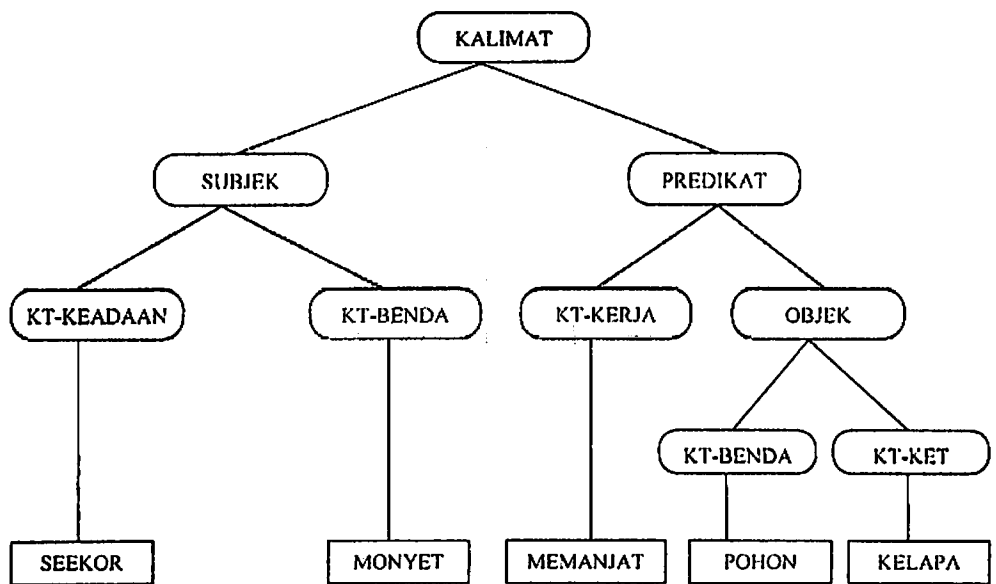 KALIMAT
SUBJEK PREDIKAT
KT-KEADAAN KT-BENDA KT-KERJA OBJEK
KT-BENDA KT-KET
SEEKOR MONYET MEMANJAT POHON KELAPA